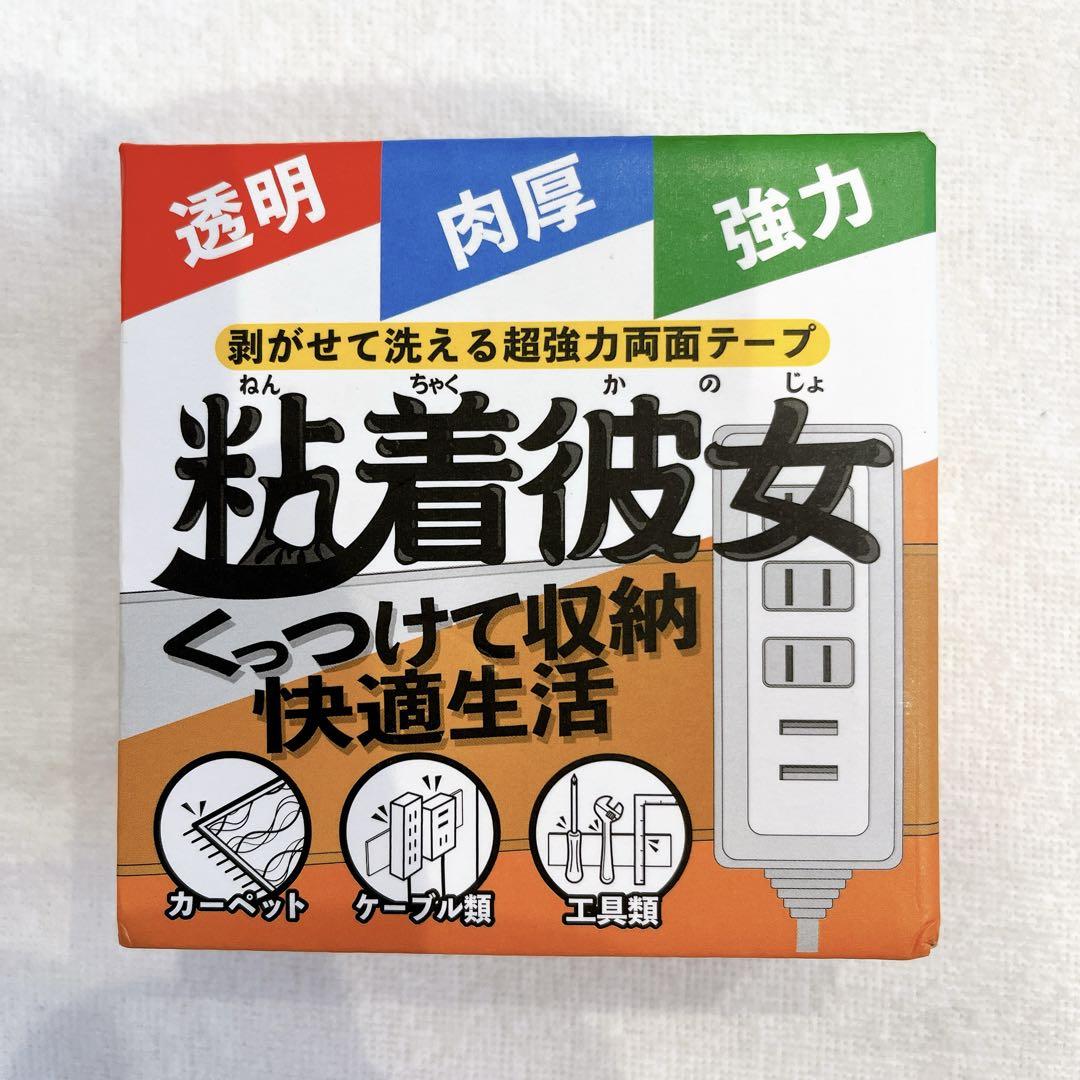 透明 肉厚 強力
剥がせて洗える超強力両面テープ
ねん ちゃく か の じょ
粘着彼女
くっつけて収納
快適生活
カーペット ケーブル類 工具類